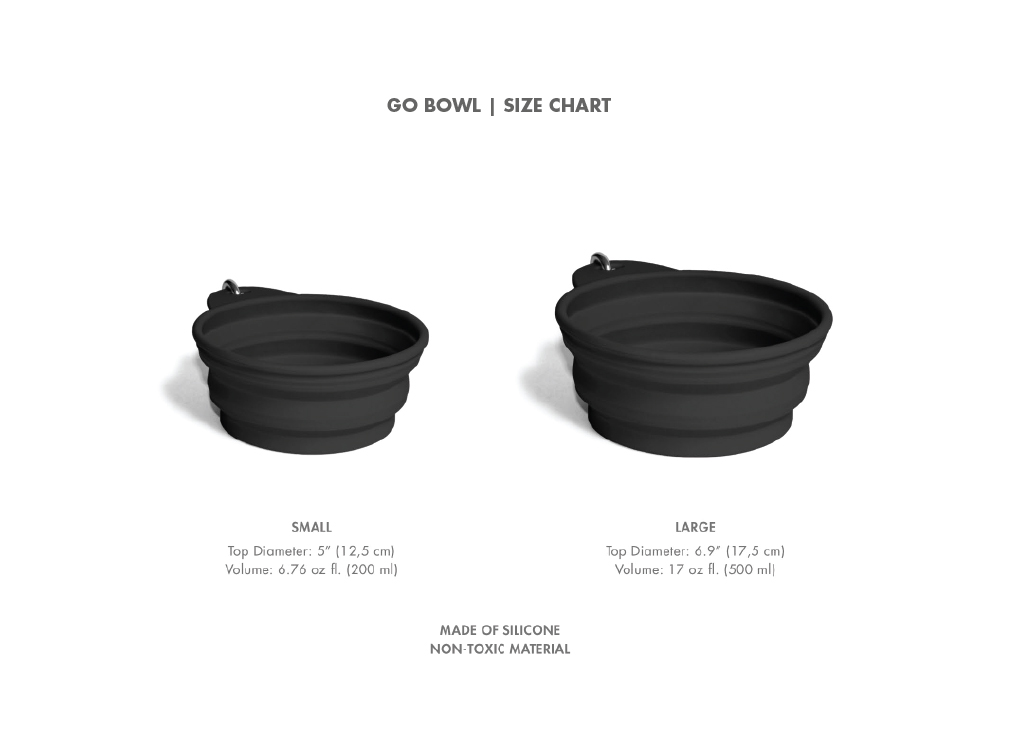 GO BOWL | SIZE CHART
SMALL
Top Diameter: 5” (12,5 cm)
Volume: 6.76 oz fl. (200 ml)
LARGE
Top Diameter: 6.9” (17,5 cm)
Volume: 17 oz fl. (500 ml)
MADE OF SILICONE
NON-TOXIC MATERIAL